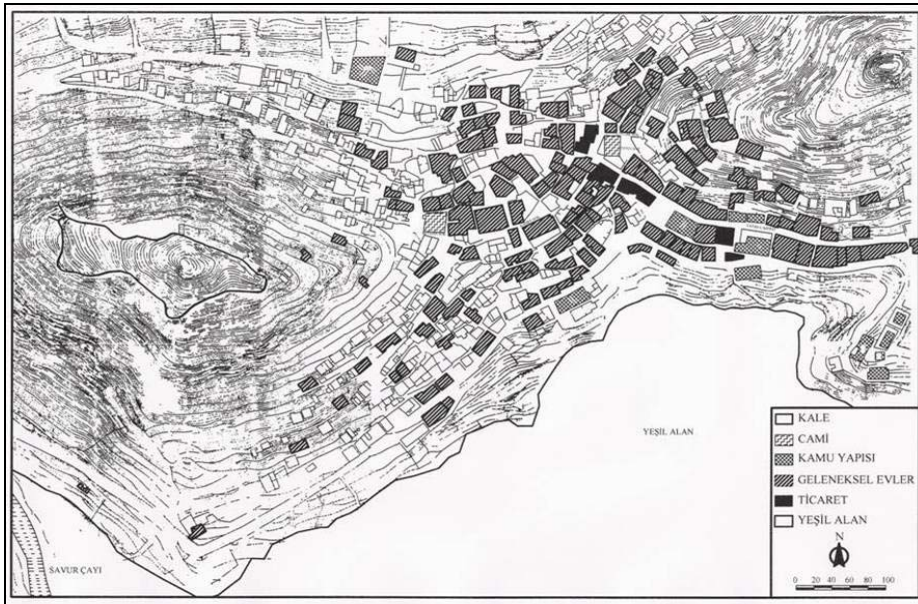 YEŞİL ALAN
SAVUR ÇAYI
KALE
CAMİ
KAMU YAPISI
GELENEKSEL EVLER
TİCARET
YEŞİL ALAN
N
0 20 40 60 80 100